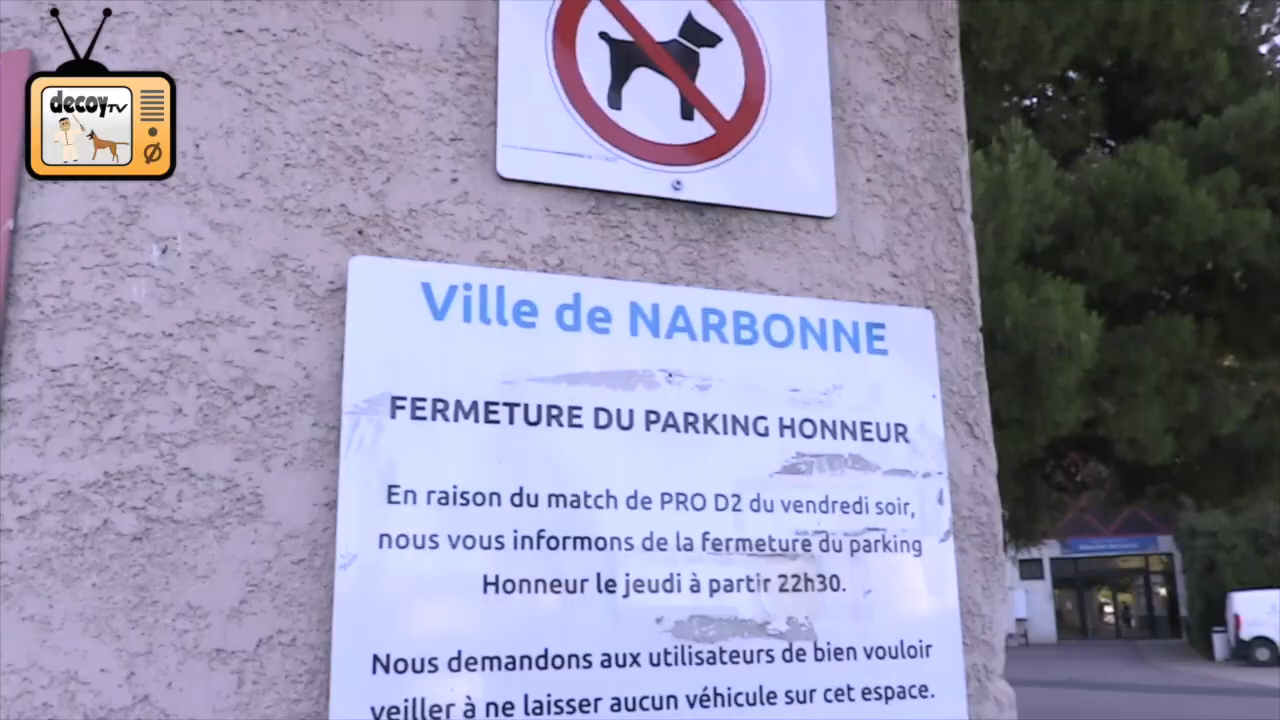 decoyTV
Ville de NARBONNE
FERMETURE DU PARKING HONNEUR
En raison du match de PRO D2 du vendredi soir,
nous vous informons de la fermeture du parking
Honneur le jeudi à partir 22h30.
Nous demandons aux utilisateurs de bien vouloir
veiller à ne laisser aucun véhicule sur cet espace.